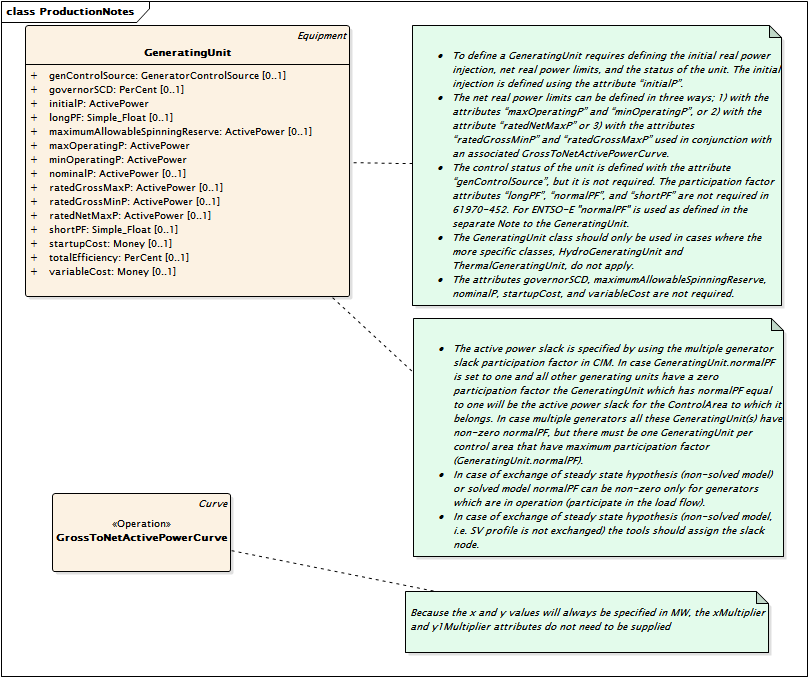 class ProductionNotes
Equipment
GeneratingUnit
+ genControlSource: GeneratorControlSource [0..1]
+ governorSCD: PerCent [0..1]
+ initialP: ActivePower
+ longPF: Simple_Float [0..1]
+ maximumAllowableSpinningReserve: ActivePower [0..1]
+ maxOperatingP: ActivePower
+ minOperatingP: ActivePower
+ nominalP: ActivePower [0..1]
+ ratedGrossMaxP: ActivePower [0..1]
+ ratedGrossMinP: ActivePower [0..1]
+ ratedNetMaxP: ActivePower [0..1]
+ shortPF: Simple_Float [0..1]
+ startupCost: Money [0..1]
+ totalEfficiency: PerCent [0..1]
+ variableCost: Money [0..1]
• To define a GeneratingUnit requires defining the initial real power
injection, net real power limits, and the status of the unit. The initial
injection is defined using the attribute “initialP”.
• The net real power limits can be defined in three ways; 1) with the
attributes “maxOperatingP” and “minOperatingP”, or 2) with the
attribute “ratedNetMaxP” or 3) with the attributes
“ratedGrossMinP” and “ratedGrossMaxP” used in conjunction with
an associated GrossToNetActivePowerCurve.
• The control status of the unit is defined with the attribute
“genControlSource”, but it is not required. The participation factor
attributes “longPF”, “normalPF”, and “shortPF” are not required in
61970-452. For ENTSO-E "normalPF" is used as defined in the
separate Note to the GeneratingUnit.
• The GeneratingUnit class should only be used in cases where the
more specific classes, HydroGeneratingUnit and
ThermalGeneratingUnit, do not apply.
• The attributes governorSCD, maximumAllowableSpinningReserve,
nominalP, startupCost, and variableCost are not required.
• The active power slack is specified by using the multiple generator
slack participation factor in CIM. In case GeneratingUnit.normalPF
is set to one and all other generating units have a zero
participation factor the GeneratingUnit which has normalPF equal
to one will be the active power slack for the ControlArea to which it
belongs. In case multiple generators all these GeneratingUnit(s) have
non-zero normalPF, but there must be one GeneratingUnit per
control area that have maximum participation factor
(GeneratingUnit.normalPF).
• In case of exchange of steady state hypothesis (non-solved model)
or solved model normalPF can be non-zero only for generators
which are in operation (participate in the load flow).
• In case of exchange of steady state hypothesis (non-solved model,
i.e. SV profile is not exchanged) the tools should assign the slack
node.
Curve
«Operation»
GrossToNetActivePowerCurve
Because the x and y values will always be specified in MW, the xMultiplier
and y1Multiplier attributes do not need to be supplied